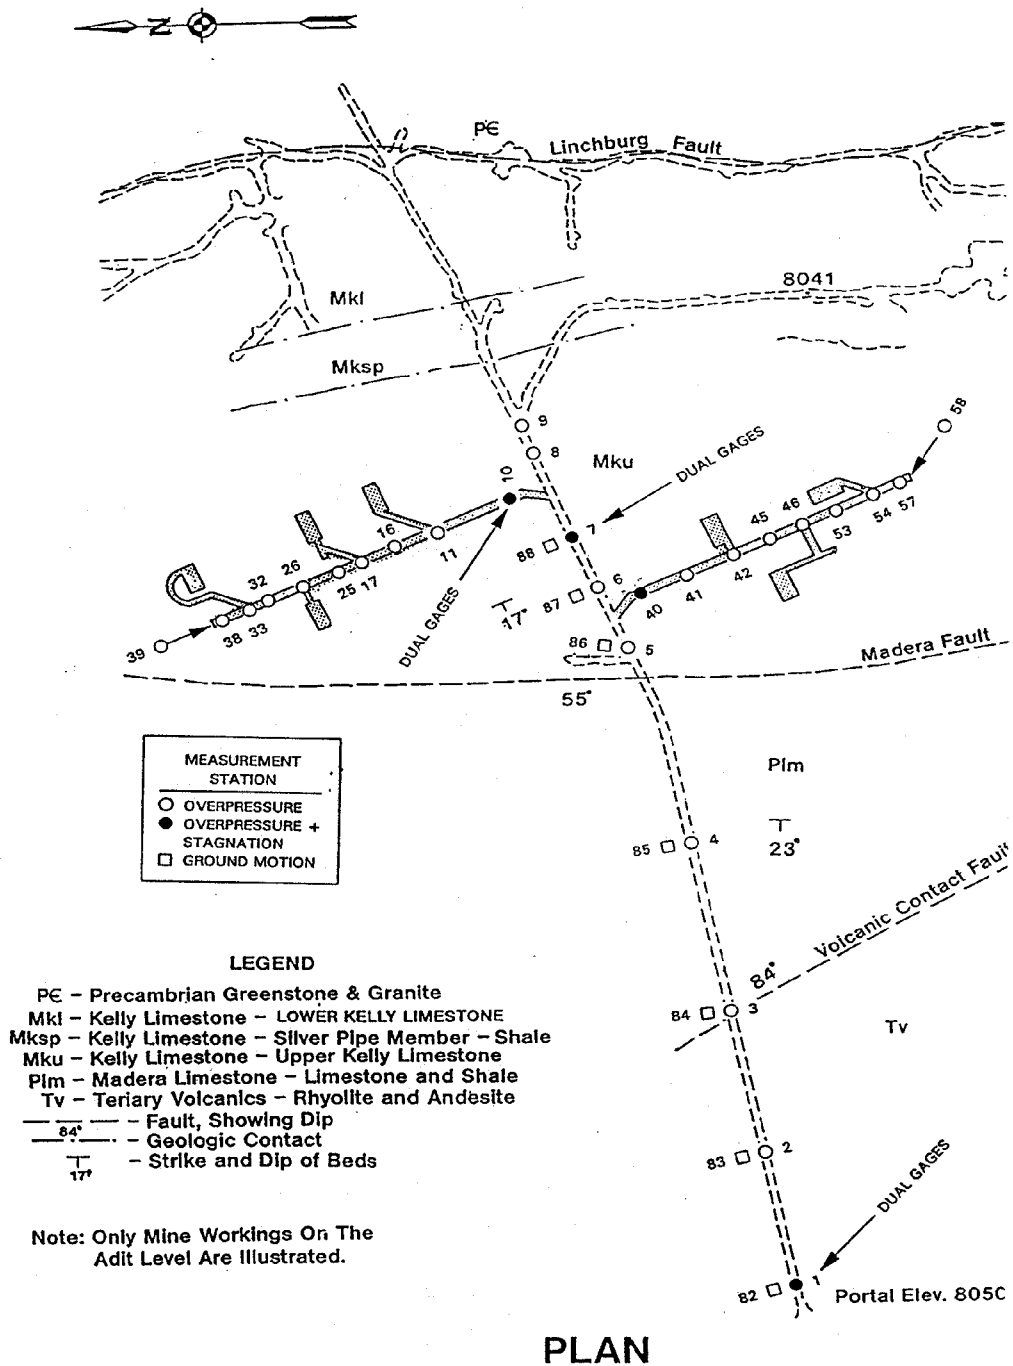 N
PЄ
Linchburg Fault
8041
Mkl
Mksp
58
9
8
Mku
DUAL GAGES
10
7
88
16
11
45
46
54
57
53
42
41
40
32
26
25
17
38
33
39
6
87
17°
DUAL GAGES
86
5
Madera Fault
55°
MEASUREMENT
STATION
OVERPRESSURE
OVERPRESSURE +
STAGNATION
GROUND MOTION
Plm
85
4
23°
Volcanic Contact Faul
84°
84
3
Tv
LEGEND
PЄ – Precambrian Greenstone & Granite
Mkl – Kelly Limestone – LOWER KELLY LIMESTONE
Mksp – Kelly Limestone – Silver Pipe Member – Shale
Mku – Kelly Limestone – Upper Kelly Limestone
Plm – Madera Limestone – Limestone and Shale
Tv – Teriary Volcanics – Rhyolite and Andesite
84° – Fault, Showing Dip
– Geologic Contact
17° – Strike and Dip of Beds
83
2
DUAL GAGES
Note: Only Mine Workings On The
Adit Level Are Illustrated.
82
1
Portal Elev. 805
PLAN